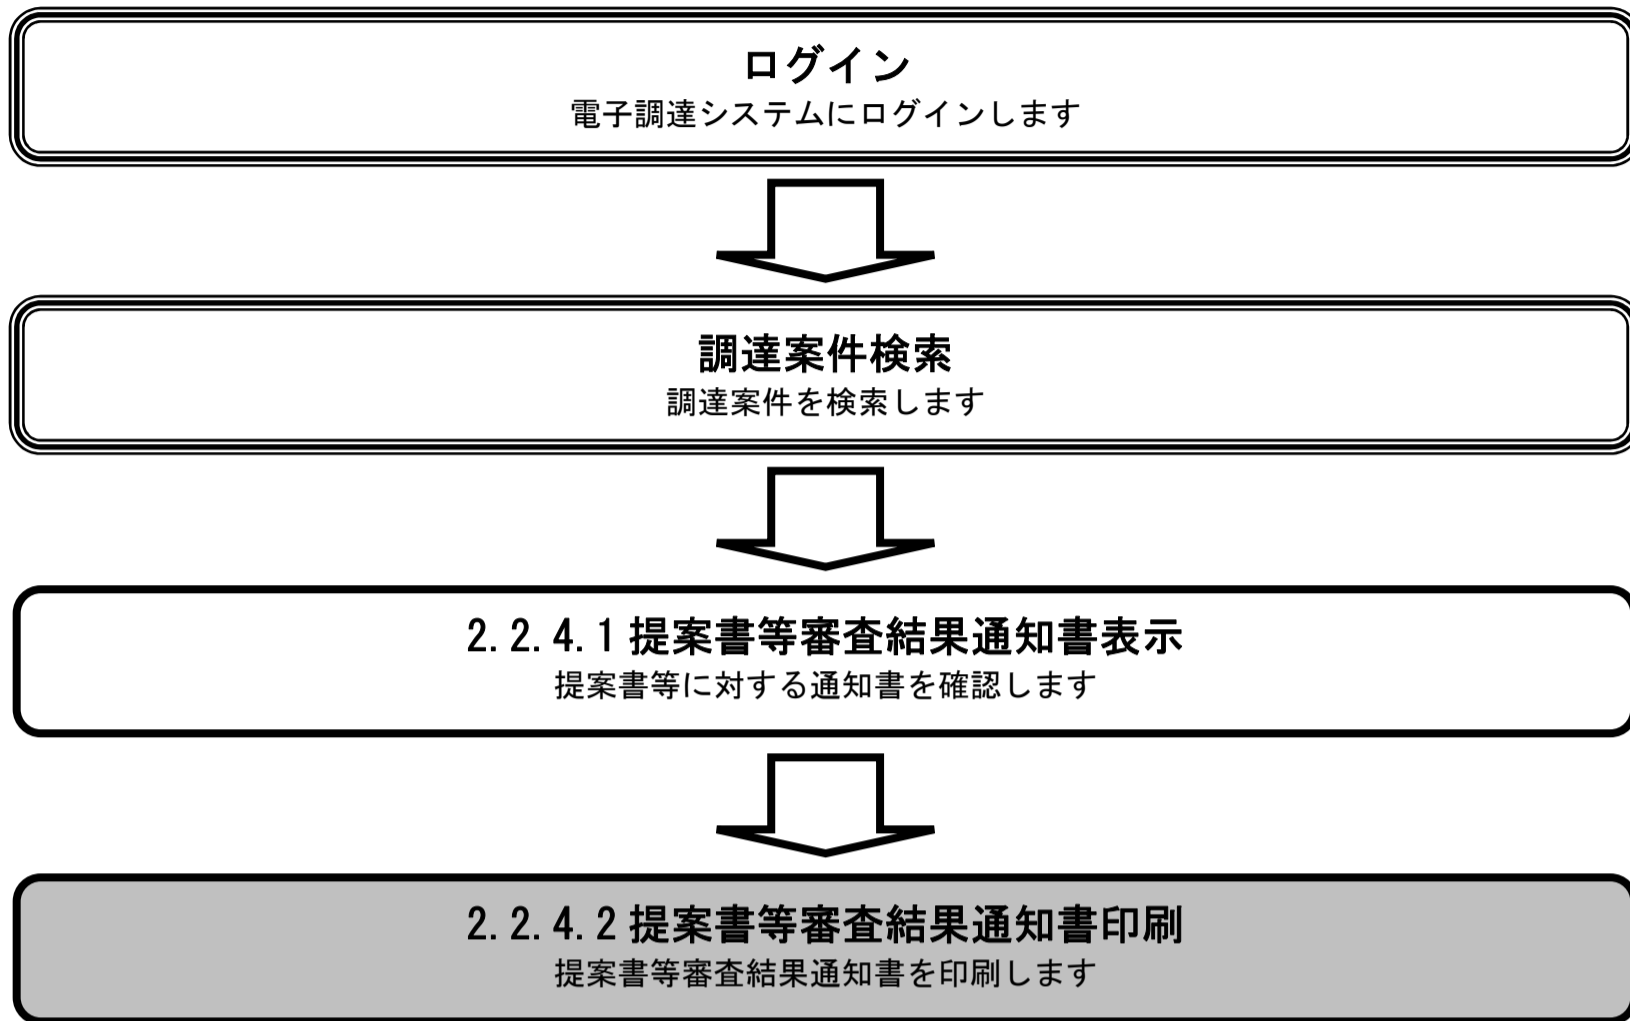 ログイン
電子調達システムにログインします
調達案件検索
調達案件を検索します
2.2.4.1 提案書等審査結果通知書表示
提案書等に対する通知書を確認します
2.2.4.2 提案書等審査結果通知書印刷
提案書等審査結果通知書を印刷します